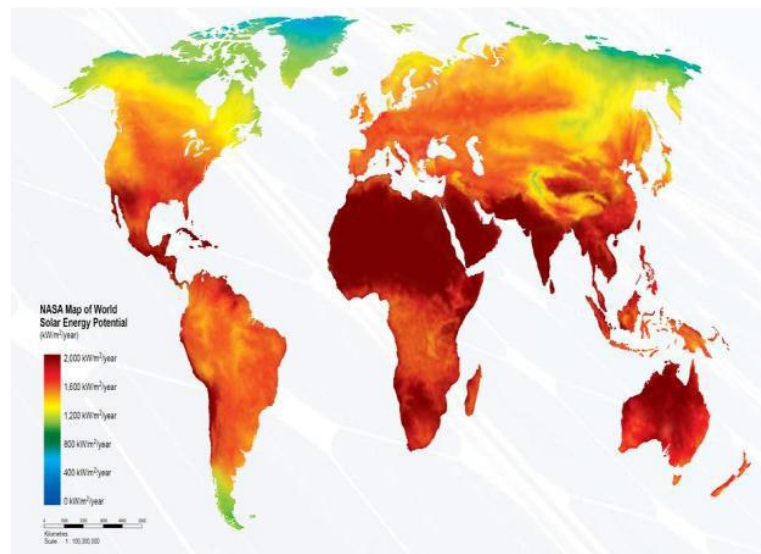 NASA Map of World
Solar Energy Potential
(kW/m²/year)
2,000 kW/m²/year
1,600 kW/m²/year
1,200 kW/m²/year
800 kW/m²/year
400 kW/m²/year
0 kW/m²/year
Kilometres
Scale 1: 100,300,000